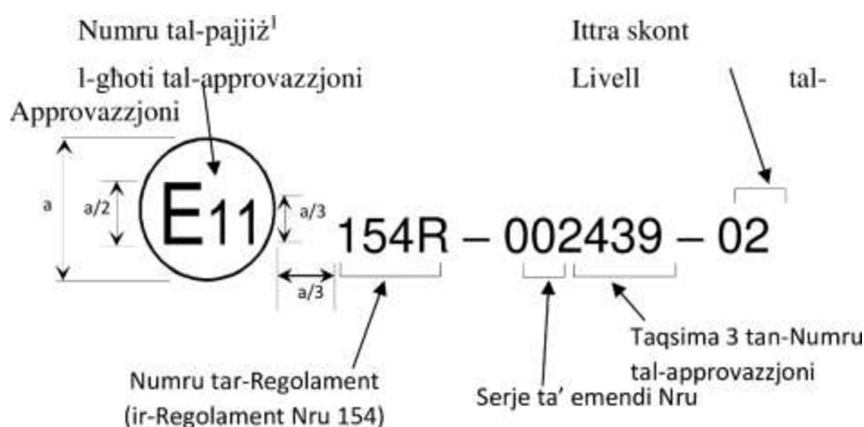 Numru tal-pajjiż¹
l-għoti tal-approvazzjoni
Approvazzjoni
Ittra skont
Livell tal-
a
a/2
E11
a/3
a/3
154R – 002439 – 02
Numru tar-Regolament
(ir-Regolament Nru 154)
Serje ta’ emendi Nru
Taqsima 3 tan-Numru
tal-approvazzjoni